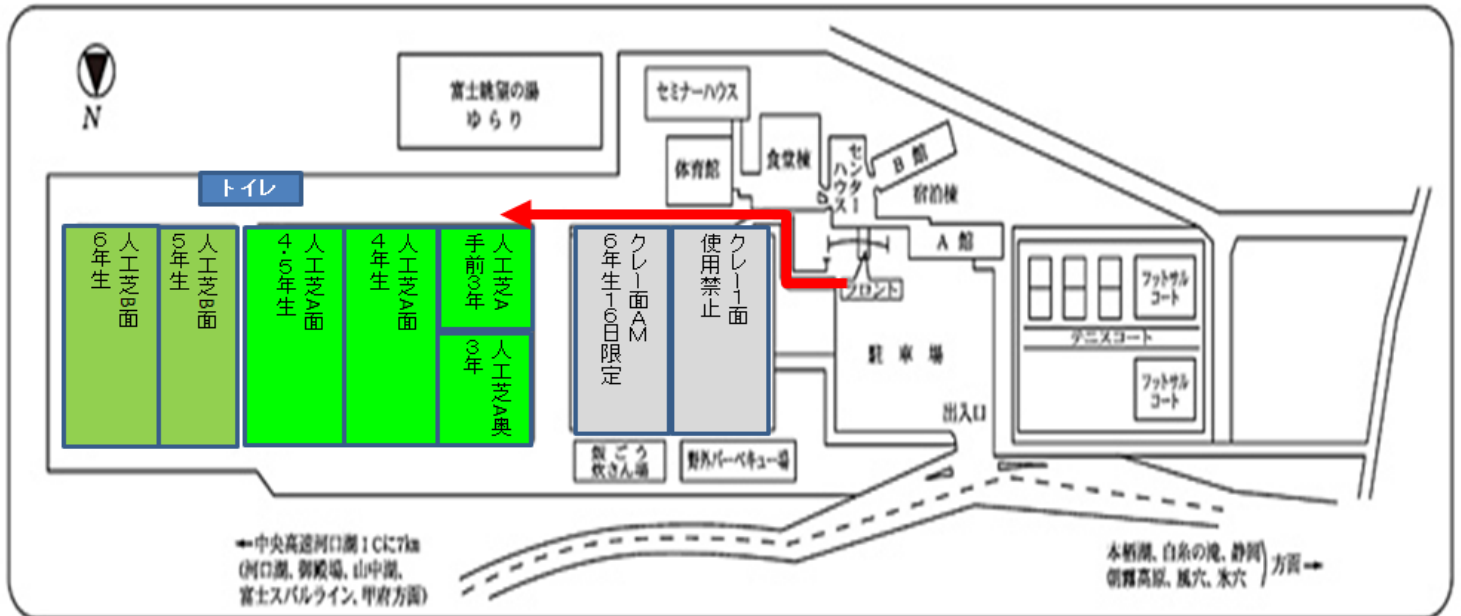 N
富士眺望の湯
ゆらり
セミナーハウス
体育館
食堂棟
センター
ハウス
B館
宿泊棟
A館
トイレ
人工芝B面
6年生
人工芝B面
5年生
人工芝A面
4・5年生
人工芝A面
4年生
人工芝A
手前3年
人工芝A奥
3年
クレー面AM
6年生16日限定
クレー1面
使用禁止
フロント
駐車場
出入口
フットサル
コート
テニスコート
フットサル
コート
飯ごう
炊さん場
野外バーベキュー場
←中央高速河口湖ICに7km
(河口湖、御殿場、山中湖、
富士スバルライン、甲府方面)
本栖湖、白糸の滝、静岡
朝霧高原、風穴、氷穴
方面→